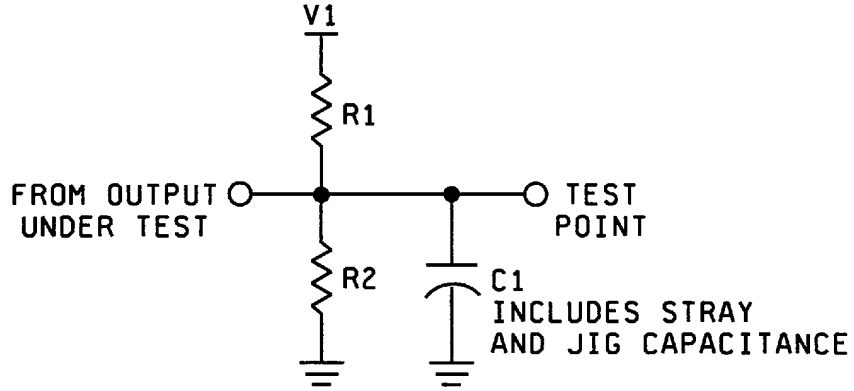 V1
R1
FROM OUTPUT
UNDER TEST
TEST
POINT
R2
C1
INCLUDES STRAY
AND JIG CAPACITANCE